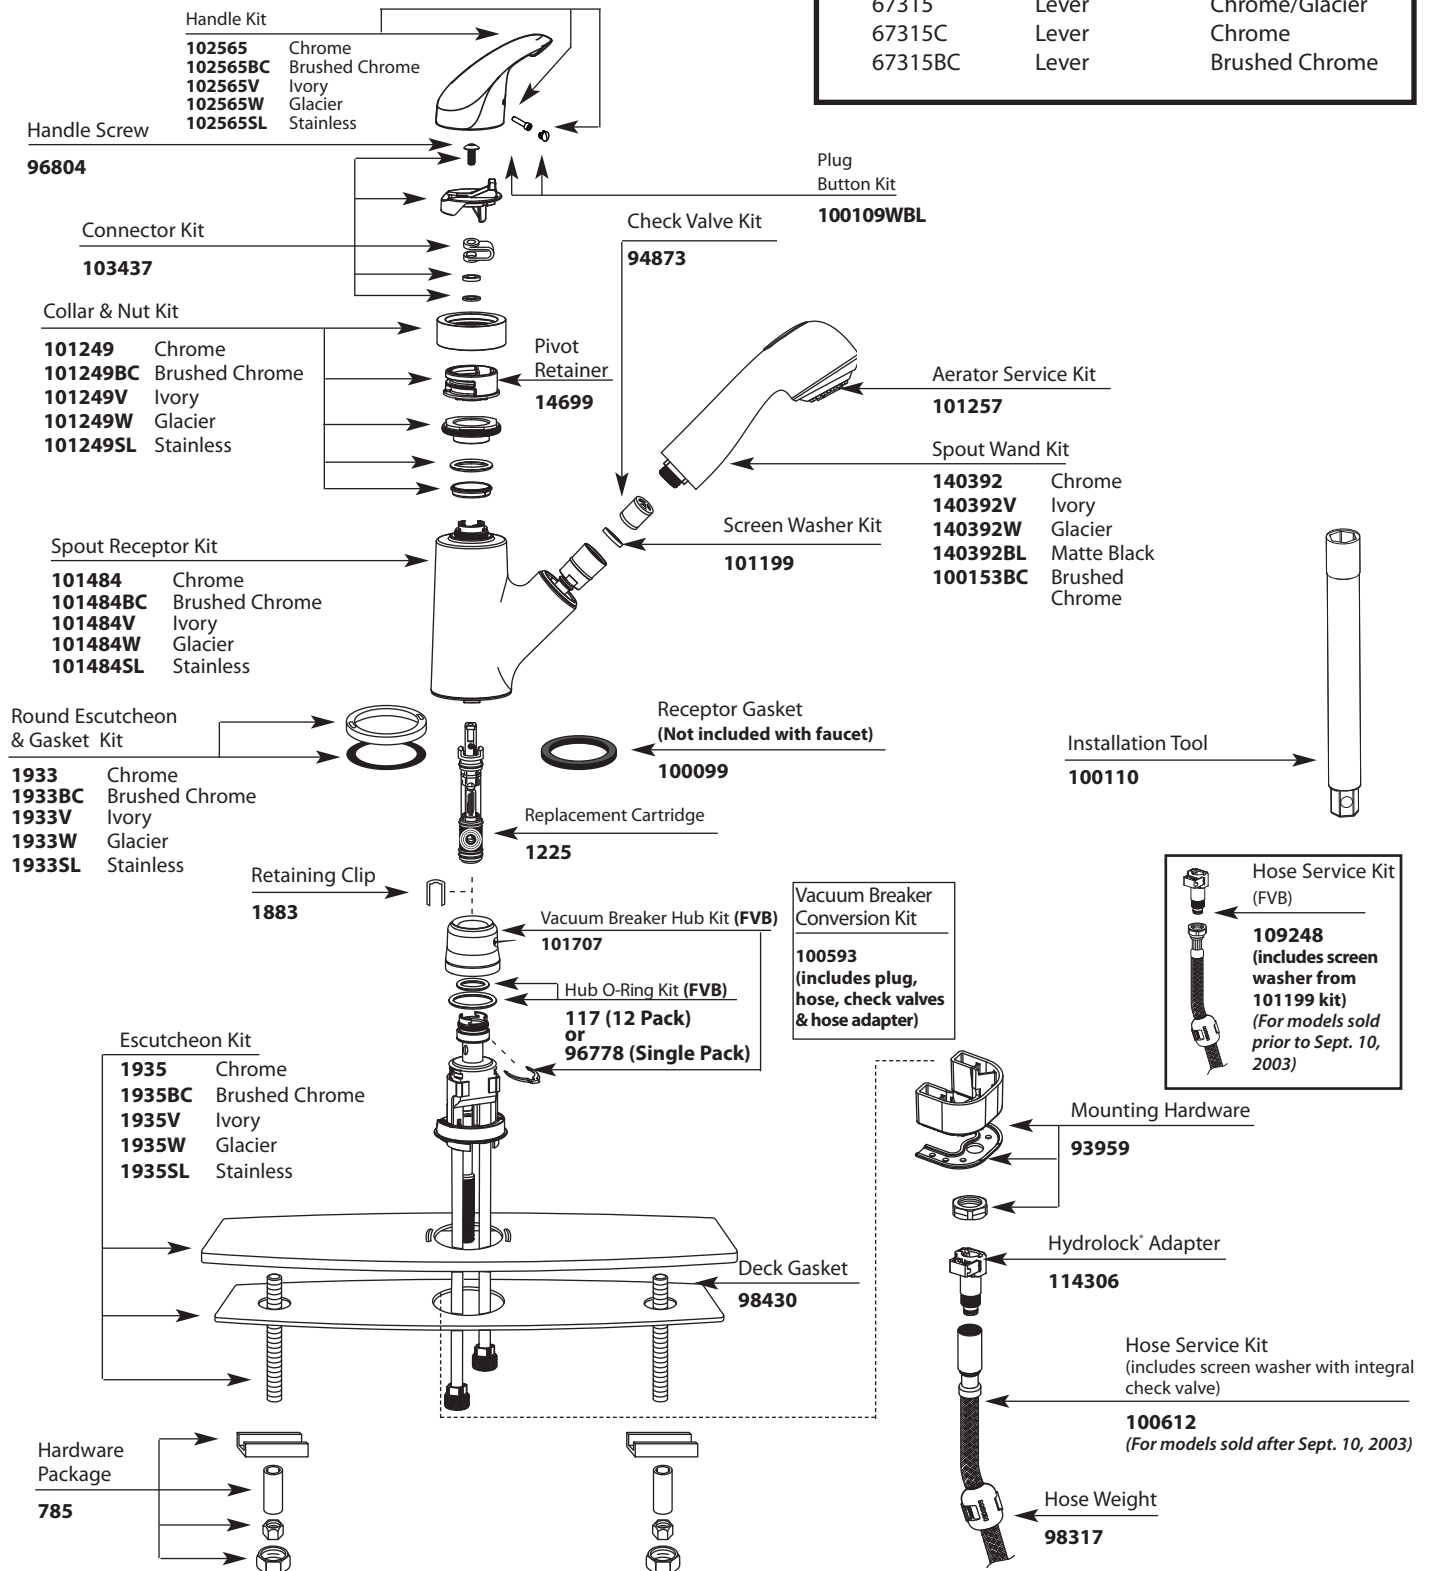 67315 Lever Chrome/Glacier
67315C Lever Chrome
67315BC Lever Brushed Chrome
Handle Kit
102565 Chrome
102565BC Brushed Chrome
102565V Ivory
102565W Glacier
102565SL Stainless
Handle Screw
96804
Plug
Button Kit
100109WBL
Connector Kit
103437
Check Valve Kit
94873
Collar & Nut Kit
101249 Chrome
101249BC Brushed Chrome
101249V Ivory
101249W Glacier
101249SL Stainless
Pivot
Retainer
14699
Aerator Service Kit
101257
Spout Wand Kit
140392 Chrome
140392V Ivory
140392W Glacier
140392BL Matte Black
100153BC Brushed
Chrome
Screen Washer Kit
101199
Spout Receptor Kit
101484 Chrome
101484BC Brushed Chrome
101484V Ivory
101484W Glacier
101484SL Stainless
Round Escutcheon
& Gasket Kit
1933 Chrome
1933BC Brushed Chrome
1933V Ivory
1933W Glacier
1933SL Stainless
Receptor Gasket
(Not included with faucet)
100099
Installation Tool
100110
Replacement Cartridge
1225
Retaining Clip
1883
Vacuum Breaker Hub Kit (FVB)
101707
Hub O-Ring Kit (FVB)
117 (12 Pack)
or
96778 (Single Pack)
Vacuum Breaker
Conversion Kit
100593
(includes plug,
hose, check valves
& hose adapter)
Hose Service Kit
(FVB)
109248
(includes screen
washer from
101199 kit)
(For models sold
prior to Sept. 10,
2003)
Escutcheon Kit
1935 Chrome
1935BC Brushed Chrome
1935V Ivory
1935W Glacier
1935SL Stainless
Mounting Hardware
93959
Hydrolock® Adapter
114306
Deck Gasket
98430
Hose Service Kit
(includes screen washer with integral
check valve)
100612
(For models sold after Sept. 10, 2003)
Hardware
Package
785
Hose Weight
98317